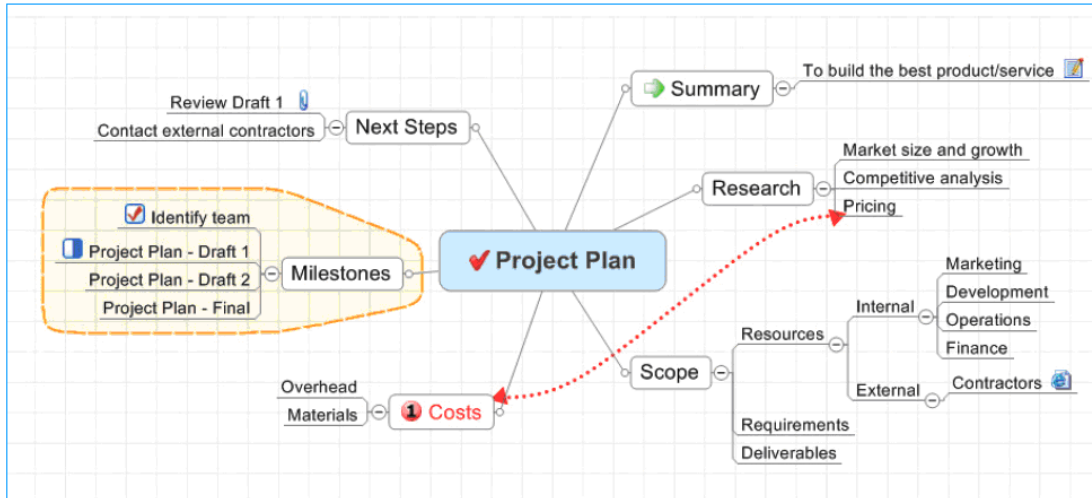 Project Plan
Summary
To build the best product/service
Research
Market size and growth
Competitive analysis
Pricing
Scope
Resources
Internal
Marketing
Development
Operations
Finance
External
Contractors
Requirements
Deliverables
1 Costs
Overhead
Materials
Milestones
Identify team
Project Plan - Draft 1
Project Plan - Draft 2
Project Plan - Final
Next Steps
Review Draft 1
Contact external contractors